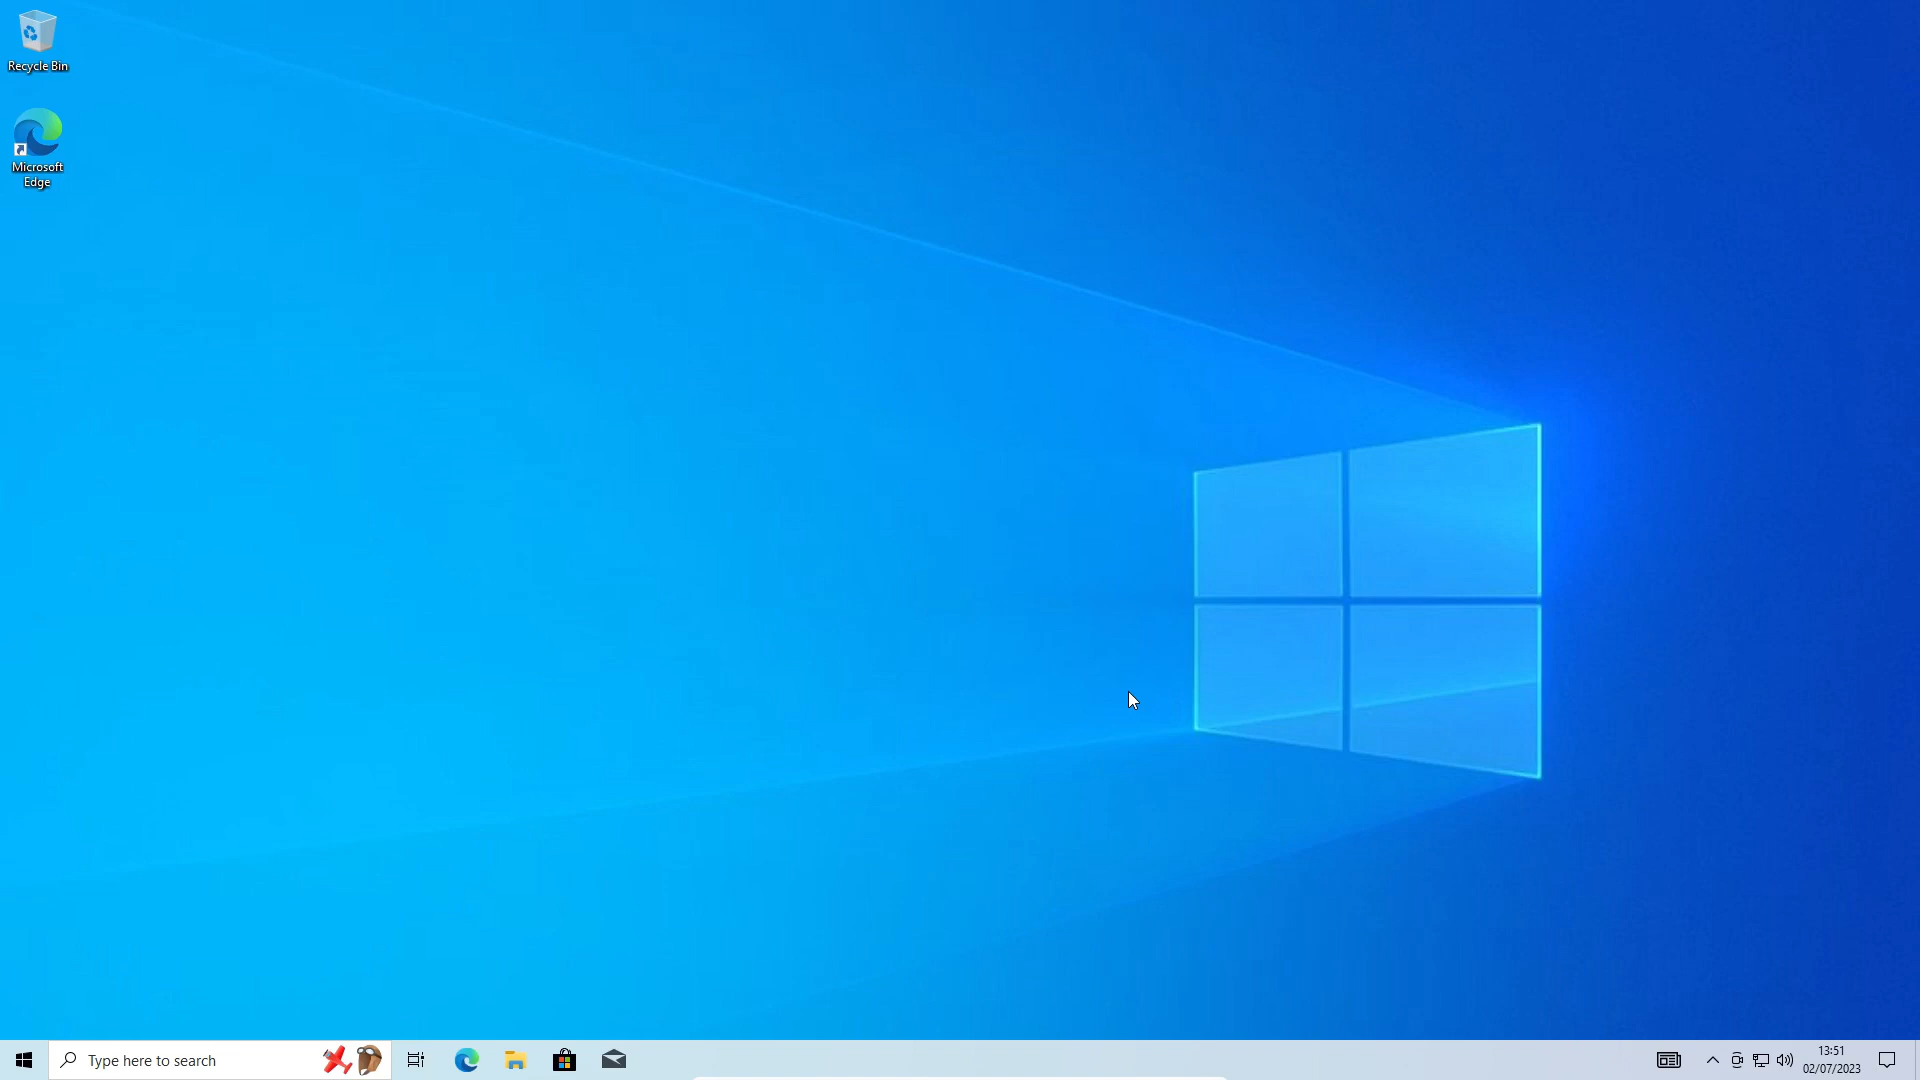 Recycle Bin
Microsoft
Edge
Type here to search
13:51
02/07/2023